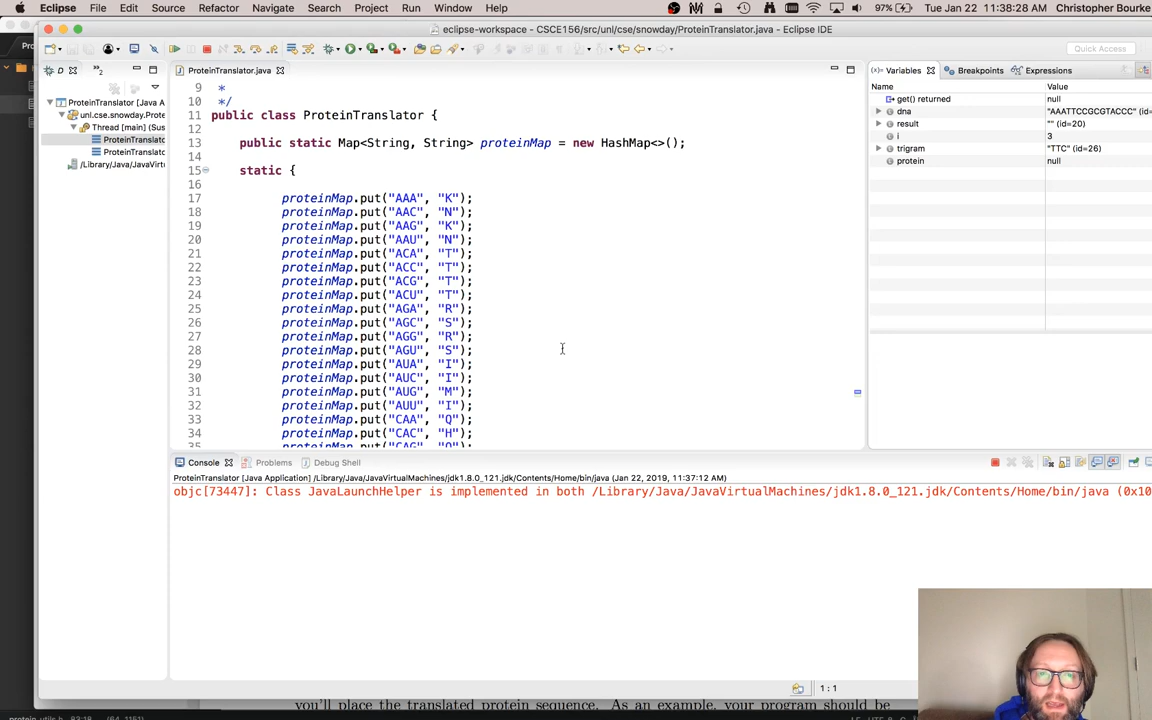 Eclipse File Edit Source Refactor Navigate Search Project Run Window Help 97% Tue Jan 22 11:38:28 AM Christopher Bourke
eclipse-workspace - CSCE156/src/unl/cse/snowday/ProteinTranslator.java - Eclipse IDE
Quick Access
D 2
ProteinTranslator.java
Variables Breakpoints Expressions
ProteinTranslator [Java A
unl.cse.snowday.Prote
Thread [main] (Sus
ProteinTranslato
ProteinTranslato
/Library/Java/JavaVirtu
9 *
10 */
11 public class ProteinTranslator {
12
13 public static Map<String, String> proteinMap = new HashMap<>();
14
15 static {
16
17 proteinMap.put("AAA", "K");
18 proteinMap.put("AAC", "N");
19 proteinMap.put("AAG", "K");
20 proteinMap.put("AAU", "N");
21 proteinMap.put("ACA", "T");
22 proteinMap.put("ACC", "T");
23 proteinMap.put("ACG", "T");
24 proteinMap.put("ACU", "T");
25 proteinMap.put("AGA", "R");
26 proteinMap.put("AGC", "S");
27 proteinMap.put("AGG", "R");
28 proteinMap.put("AGU", "S");
29 proteinMap.put("AUA", "I");
30 proteinMap.put("AUC", "I");
31 proteinMap.put("AUG", "M");
32 proteinMap.put("AUU", "I");
33 proteinMap.put("CAA", "Q");
34 proteinMap.put("CAC", "H");
35 proteinMap.put("CAG", "Q");
Name Value
get() returned null
dna "AAATTCCGCGTACCC" (id=
result "" (id=20)
i 3
trigram "TTC" (id=26)
protein null
Console Problems Debug Shell
ProteinTranslator [Java Application] /Library/Java/JavaVirtualMachines/jdk1.8.0_121.jdk/Contents/Home/bin/java (Jan 22, 2019, 11:37:12 AM)
objc[73447]: Class JavaLaunchHelper is implemented in both /Library/Java/JavaVirtualMachines/jdk1.8.0_121.jdk/Contents/Home/bin/java (0x10
1 : 1
you'll place the translated protein sequence. As an example, your program should be